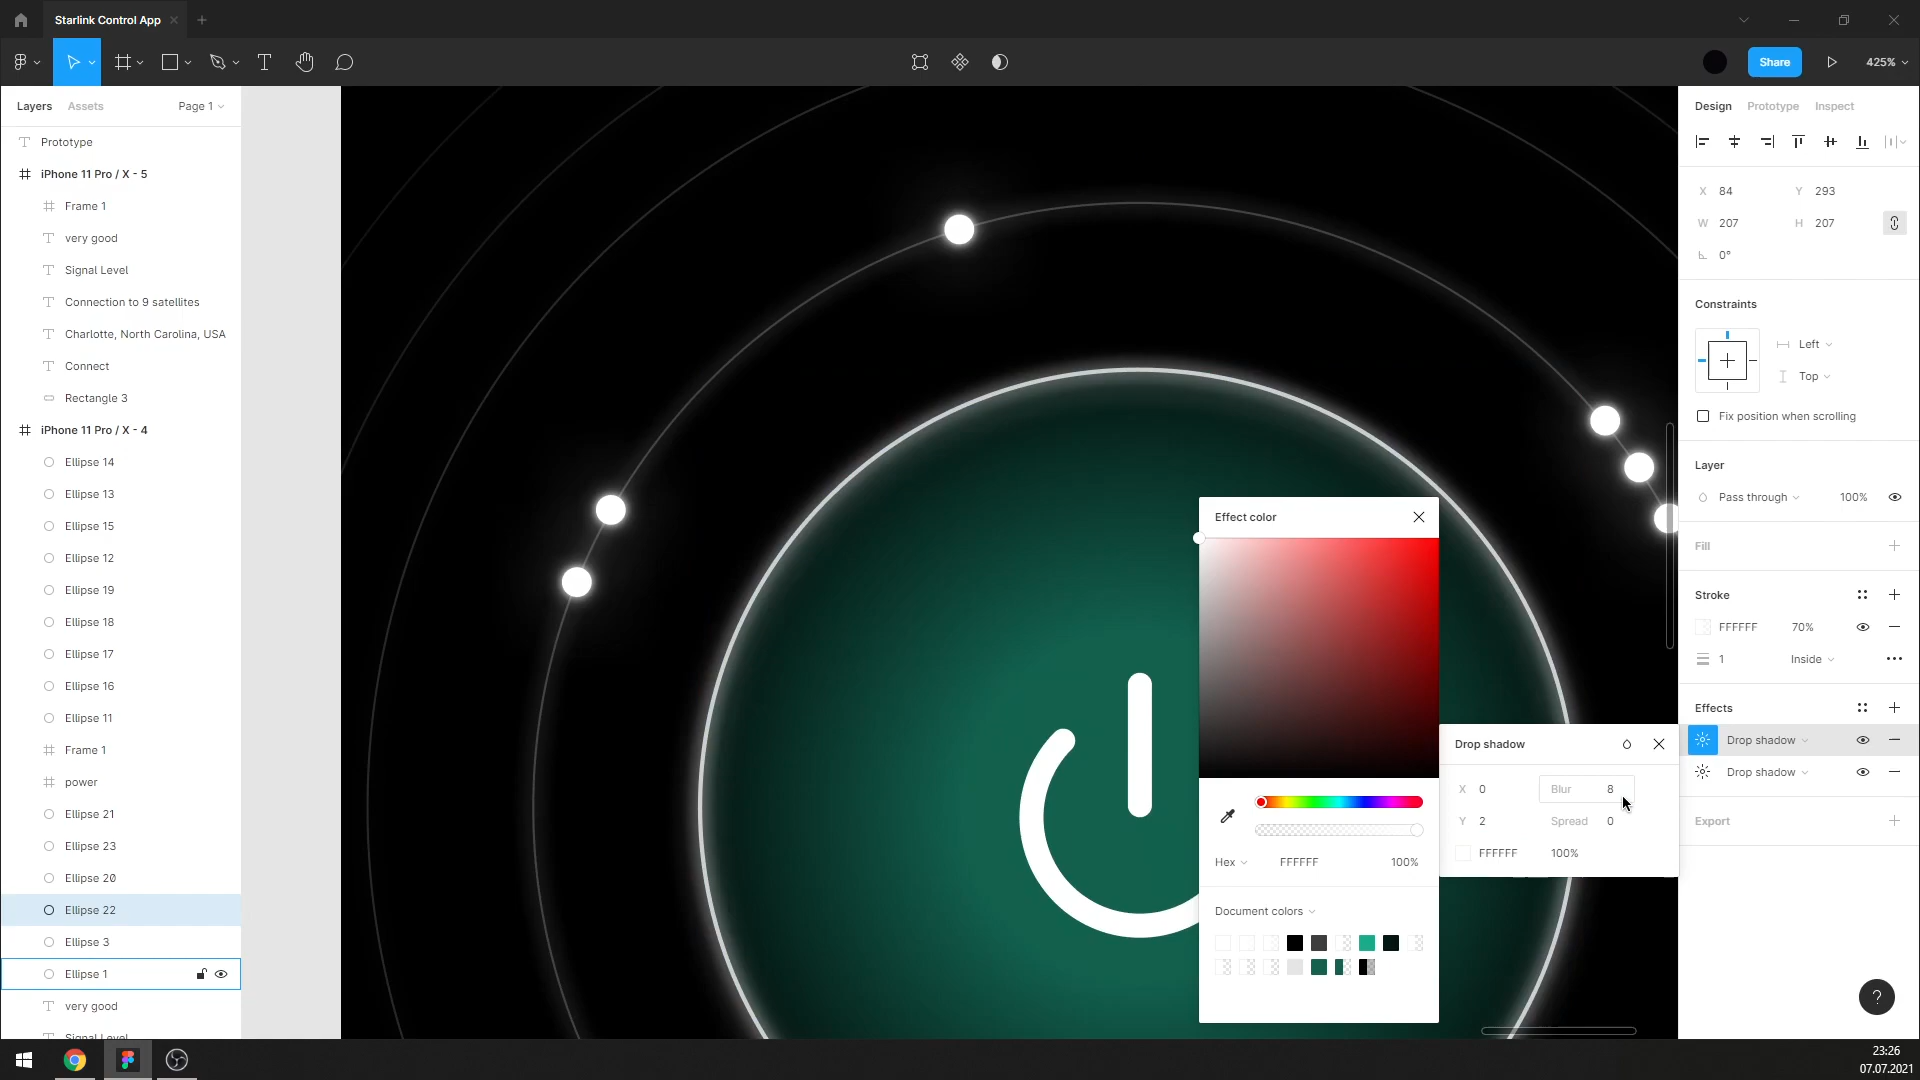 Starlink Control App
Share
425%
Layers
Assets
Page 1
Prototype
iPhone 11 Pro / X - 5
Frame 1
very good
Signal Level
Connection to 9 satellites
Charlotte, North Carolina, USA
Connect
Rectangle 3
iPhone 11 Pro / X - 4
Ellipse 14
Ellipse 13
Ellipse 15
Ellipse 12
Ellipse 19
Ellipse 18
Ellipse 17
Ellipse 16
Ellipse 11
Frame 1
power
Ellipse 21
Ellipse 23
Ellipse 20
Ellipse 22
Ellipse 3
Ellipse 1
very good
Signal Level
Effect color
Hex
FFFFFF
100%
Document colors
Drop shadow
X 0
Blur 8
Y 2
Spread 0
FFFFFF
100%
Design
Prototype
Inspect
X 84
Y 293
W 207
H 207
0°
Constraints
Left
Top
Fix position when scrolling
Layer
Pass through
100%
Fill
Stroke
FFFFFF
70%
1
Inside
Effects
Drop shadow
Drop shadow
Export
?
23:26
07.07.2021